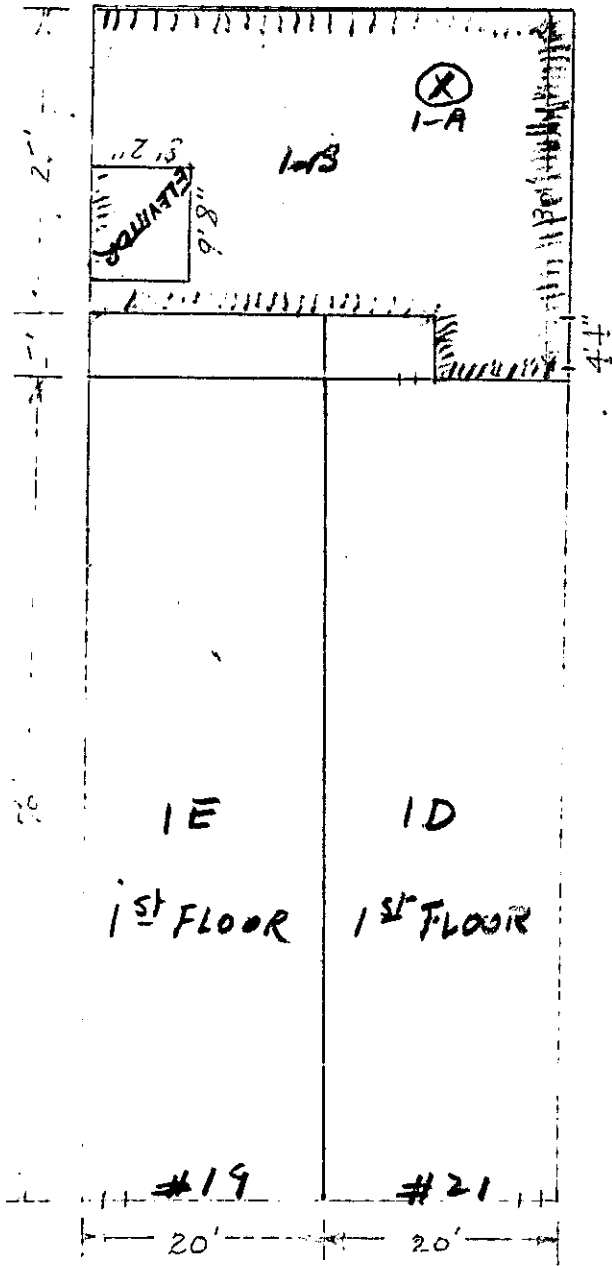 X
1-A
8' 2"
1-B
ELEVATOR
9' 8"
2-'
-'
4'4"
1E
1D
1st FLOOR
1st FLOOR
#19
#21
20'
20'